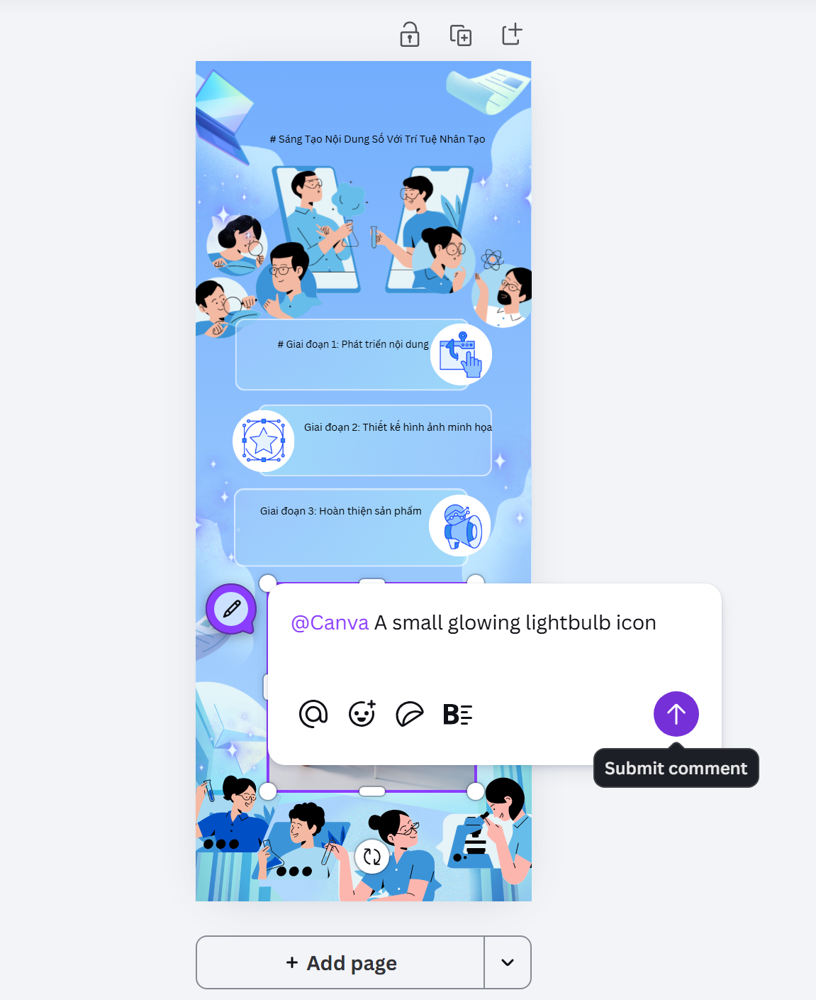 # Sáng Tạo Nội Dung Số Với Trí Tuệ Nhân Tạo
# Giai đoạn 1: Phát triển nội dung
Giai đoạn 2: Thiết kế hình ảnh minh họa
Giai đoạn 3: Hoàn thiện sản phẩm
@Canva A small glowing lightbulb icon
B
Submit comment
+ Add page